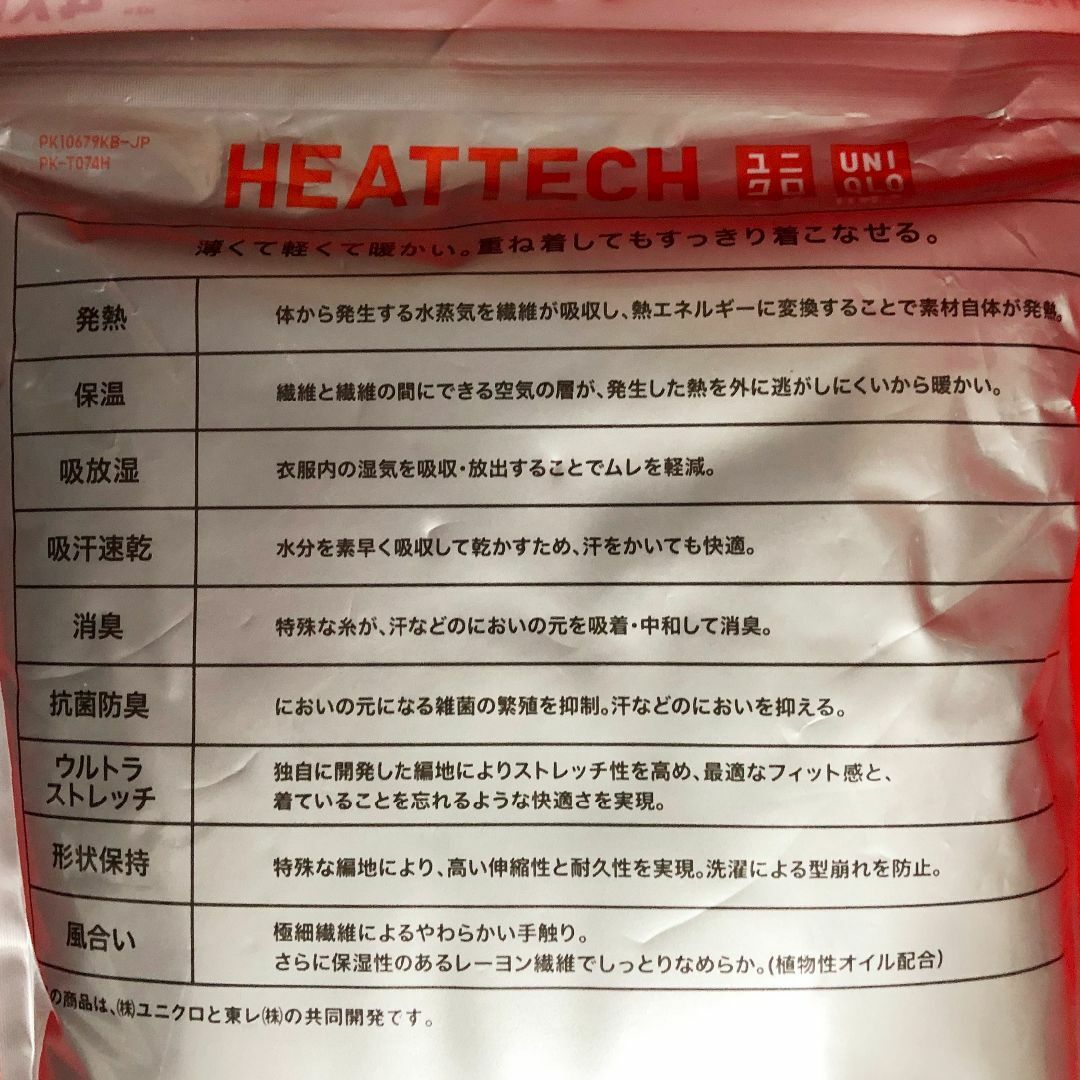 PK10679KB-JP
PK-T074H
HEATTECH ユニクロ UNIQLO
薄くて軽くて暖かい。重ね着してもすっきり着こなせる。
発熱 体から発生する水蒸気を繊維が吸収し、熱エネルギーに変換することで素材自体が発熱。
保温 繊維と繊維の間にできる空気の層が、発生した熱を外に逃がしにくいから暖かい。
吸放湿 衣服内の湿気を吸収・放出することでムレを軽減。
吸汗速乾 水分を素早く吸収して乾かすため、汗をかいても快適。
消臭 特殊な糸が、汗などのにおいの元を吸着・中和して消臭。
抗菌防臭 においの元になる雑菌の繁殖を抑制。汗などのにおいを抑える。
ウルトラ
ストレッチ
独自に開発した編地によりストレッチ性を高め、最適なフィット感と、
着ていることを忘れるような快適さを実現。
形状保持 特殊な編地により、高い伸縮性と耐久性を実現。洗濯による型崩れを防止。
風合い 極細繊維によるやわらかい手触り。
さらに保湿性のあるレーヨン繊維でしっとりなめらか。(植物性オイル配合)
の商品は、㈱ユニクロと東レ㈱の共同開発です。